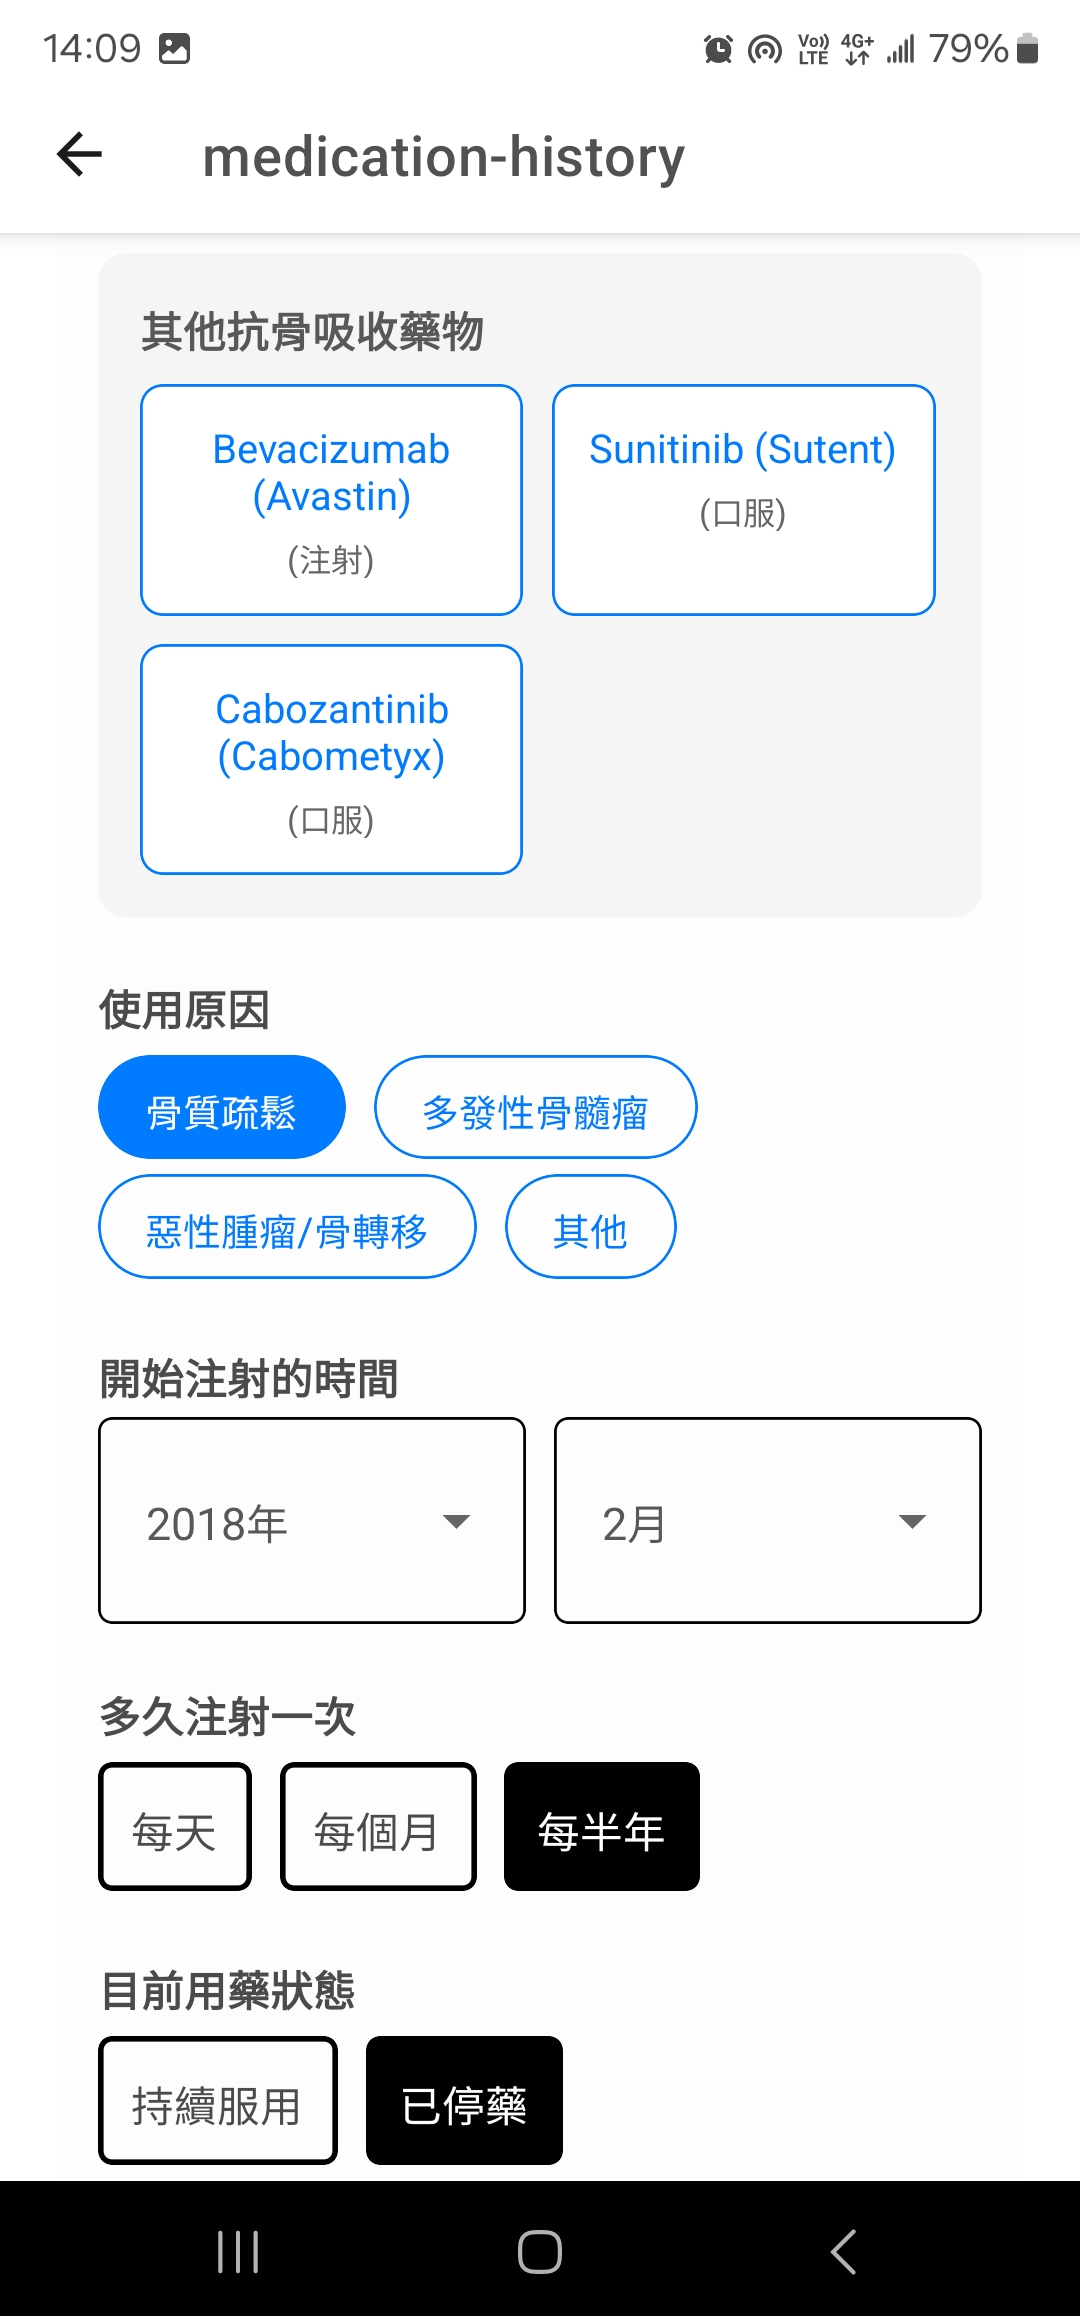 14:09
Vo)) LTE 4G+ 79%
medication-history
其他抗骨吸收藥物
Bevacizumab
(Avastin)
(注射)
Sunitinib (Sutent)
(口服)
Cabozantinib
(Cabometyx)
(口服)
使用原因
骨質疏鬆
多發性骨髓瘤
惡性腫瘤/骨轉移
其他
開始注射的時間
2018年
2月
多久注射一次
每天
每個月
每半年
目前用藥狀態
持續服用
已停藥